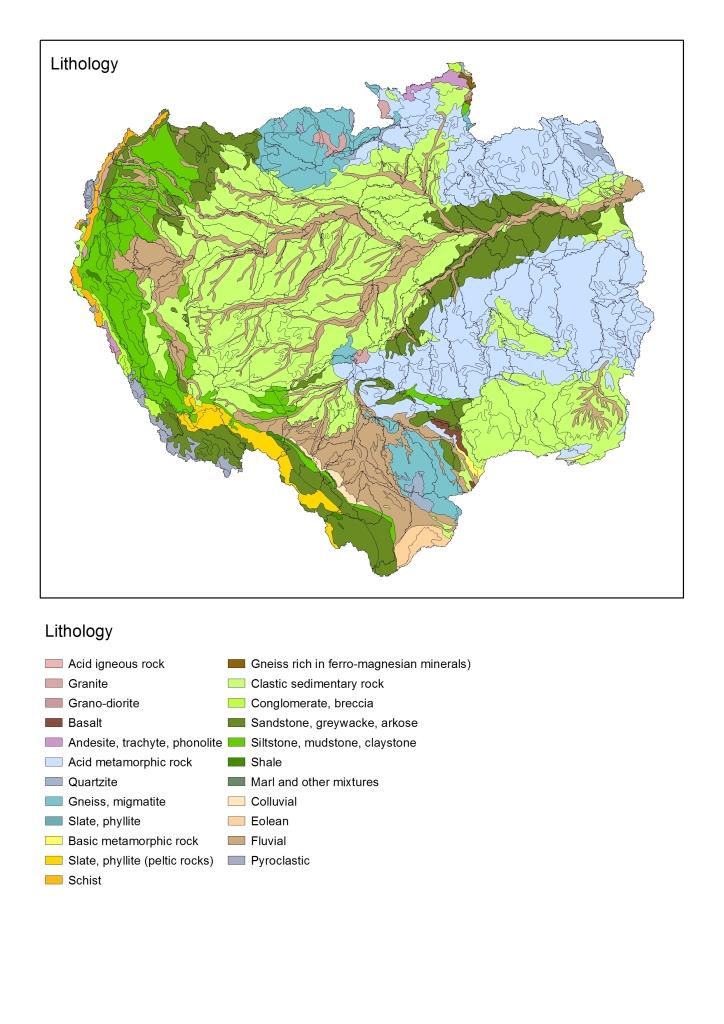 Lithology
Lithology
Acid igneous rock
Granite
Grano-diorite
Basalt
Andesite, trachyte, phonolite
Acid metamorphic rock
Quartzite
Gneiss, migmatite
Slate, phyllite
Basic metamorphic rock
Slate, phyllite (peltic rocks)
Schist
Gneiss rich in ferro-magnesian minerals)
Clastic sedimentary rock
Conglomerate, breccia
Sandstone, greywacke, arkose
Siltstone, mudstone, claystone
Shale
Marl and other mixtures
Colluvial
Eolean
Fluvial
Pyroclastic